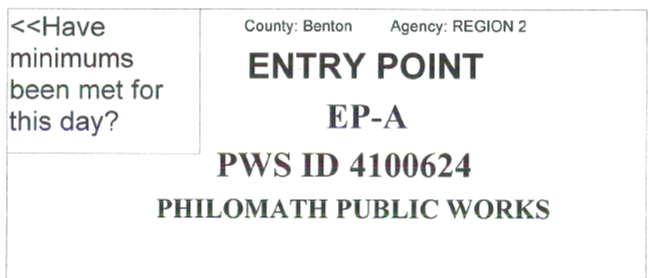 <<Have
minimums
been met for
this day?
County: Benton Agency: REGION 2
ENTRY POINT
EP-A
PWS ID 4100624
PHILOMATH PUBLIC WORKS